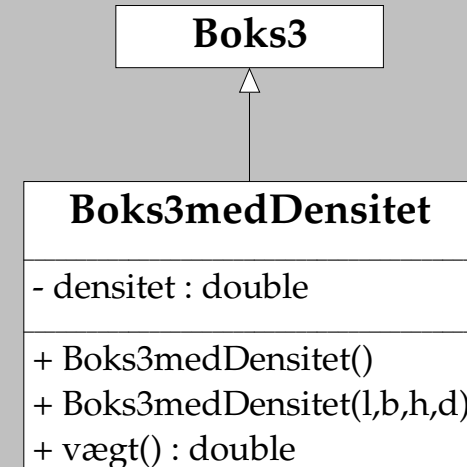 Boks3
Boks3medDensitet
- densitet : double
+ Boks3medDensitet()
+ Boks3medDensitet(l,b,h,d)
+ vægt() : double